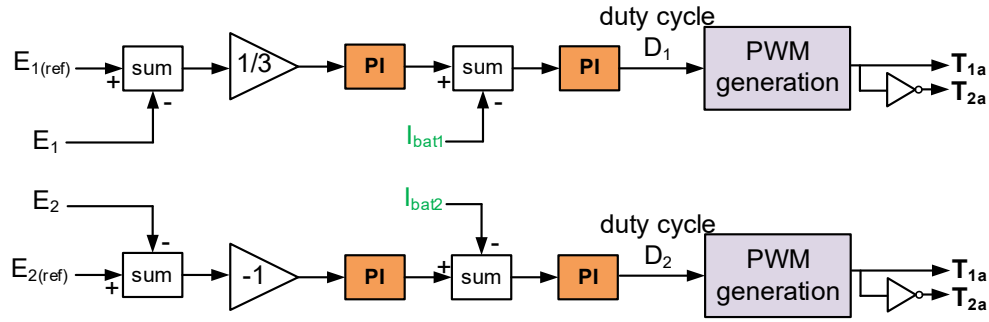 duty cycle
E1(ref)
+
sum
-
1/3
PI
+
sum
-
PI
D1
PWM
generation
T1a
T2a
E1
Ibat1
E2
Ibat2
duty cycle
E2(ref)
+
-
sum
-1
PI
+
-
sum
PI
D2
PWM
generation
T1a
T2a